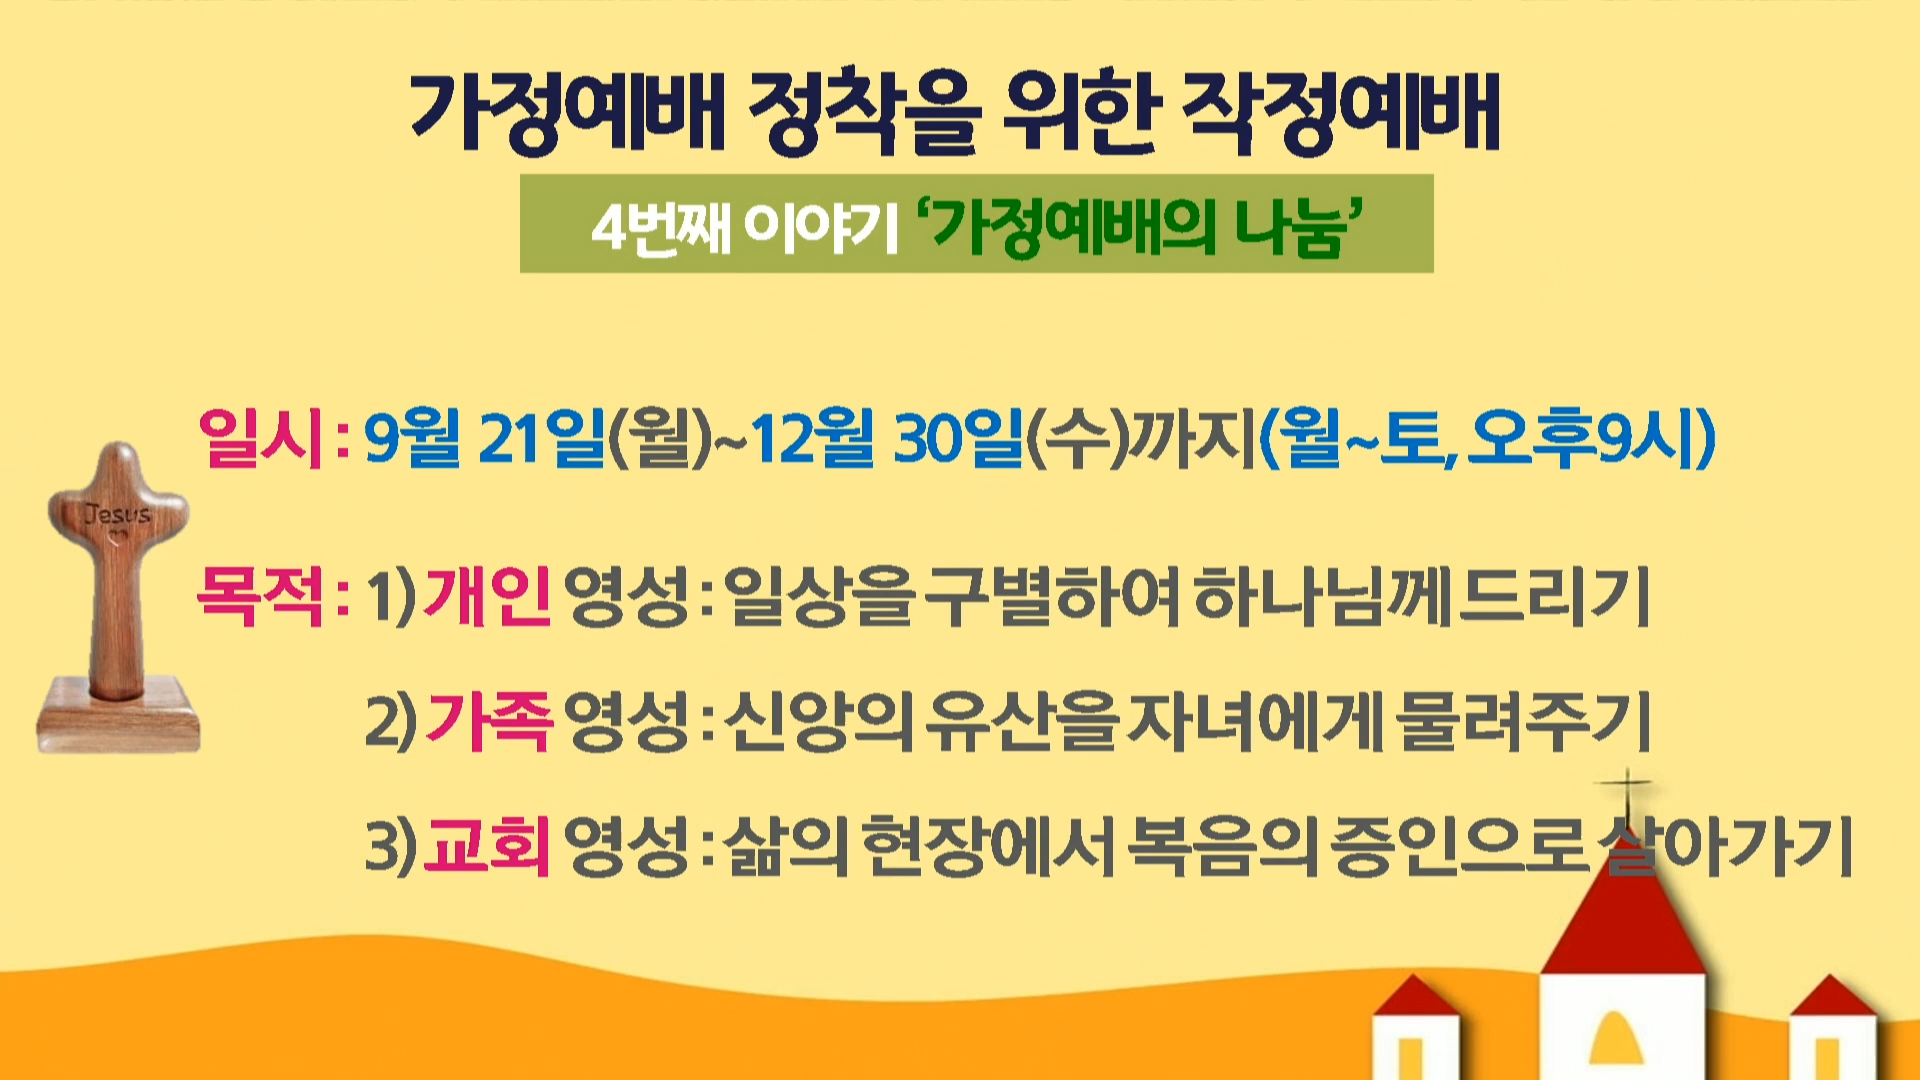 가정예배 정착을 위한 작정예배
4번째 이야기 ‘가정예배의 나눔’
일시 : 9월 21일(월)~12월 30일(수)까지(월~토, 오후9시)
Jesus
목적 : 1) 개인 영성 : 일상을 구별하여 하나님께 드리기
2) 가족 영성 : 신앙의 유산을 자녀에게 물려주기
3) 교회 영성 : 삶의 현장에서 복음의 증인으로 살아가기